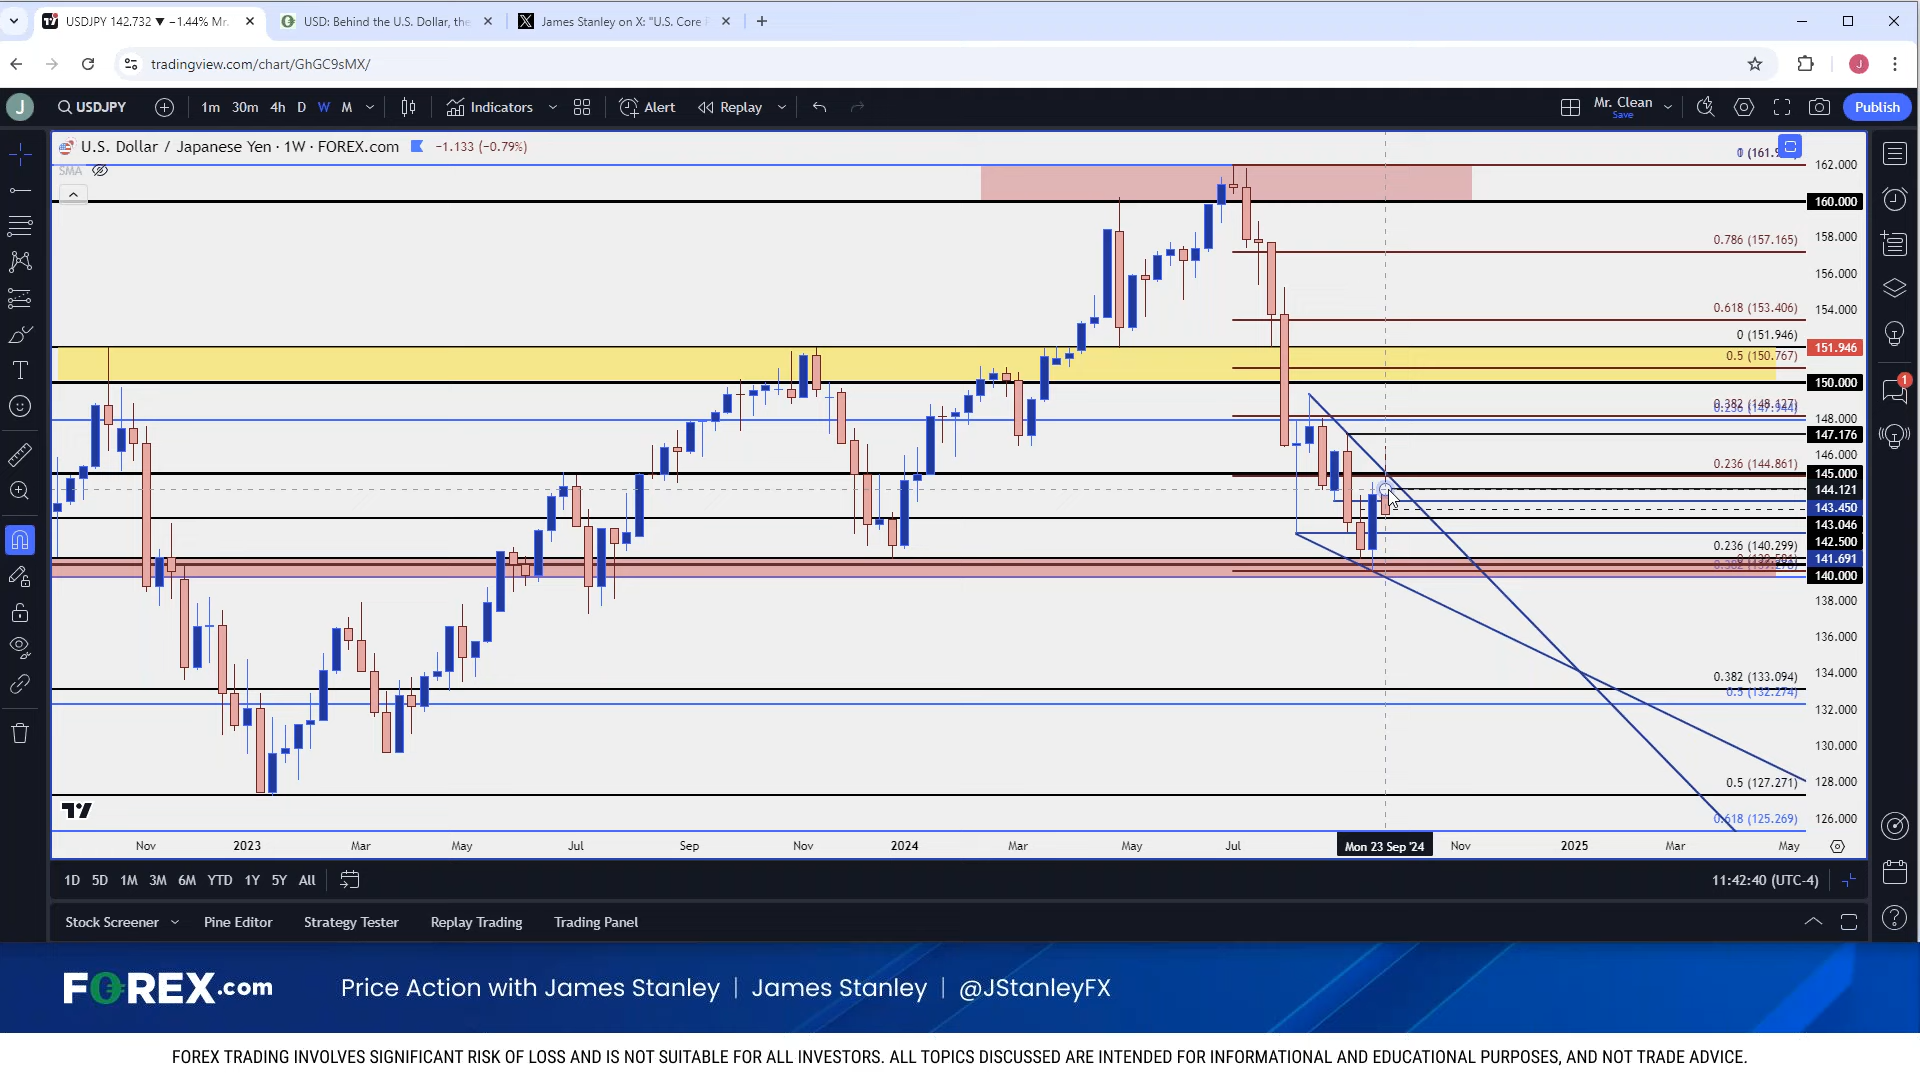 USDJPY 142.732 ▼ −1.44% Mr.
USD: Behind the U.S. Dollar, the
James Stanley on X: "U.S. Core
tradingview.com/chart/GhGC9sMX/
J
USDJPY
1m 30m 4h D W M
Indicators
Alert
Replay
Mr. Clean
Save
Publish
U.S. Dollar / Japanese Yen · 1W · FOREX.com −1.133 (−0.79%)
SMA
162.000
160.000
0.786 (157.165)
158.000
156.000
0.618 (153.406)
154.000
0 (151.946)
151.946
0.5 (150.767)
150.000
148.000
147.176
146.000
0.236 (144.861)
145.000
144.121
143.450
143.046
142.500
0.236 (140.299)
141.691
140.000
138.000
136.000
134.000
0.382 (133.094)
0.5 (132.274)
132.000
130.000
128.000
0.5 (127.271)
0.618 (125.269)
126.000
Nov 2023 Mar May Jul Sep Nov 2024 Mar May Jul Mon 23 Sep '24 Nov 2025 Mar May
1D 5D 1M 3M 6M YTD 1Y 5Y All
11:42:40 (UTC-4)
Stock Screener Pine Editor Strategy Tester Replay Trading Trading Panel
1
FOREX.com
Price Action with James Stanley | James Stanley | @JStanleyFX
FOREX TRADING INVOLVES SIGNIFICANT RISK OF LOSS AND IS NOT SUITABLE FOR ALL INVESTORS. ALL TOPICS DISCUSSED ARE INTENDED FOR INFORMATIONAL AND EDUCATIONAL PURPOSES, AND NOT TRADE ADVICE.